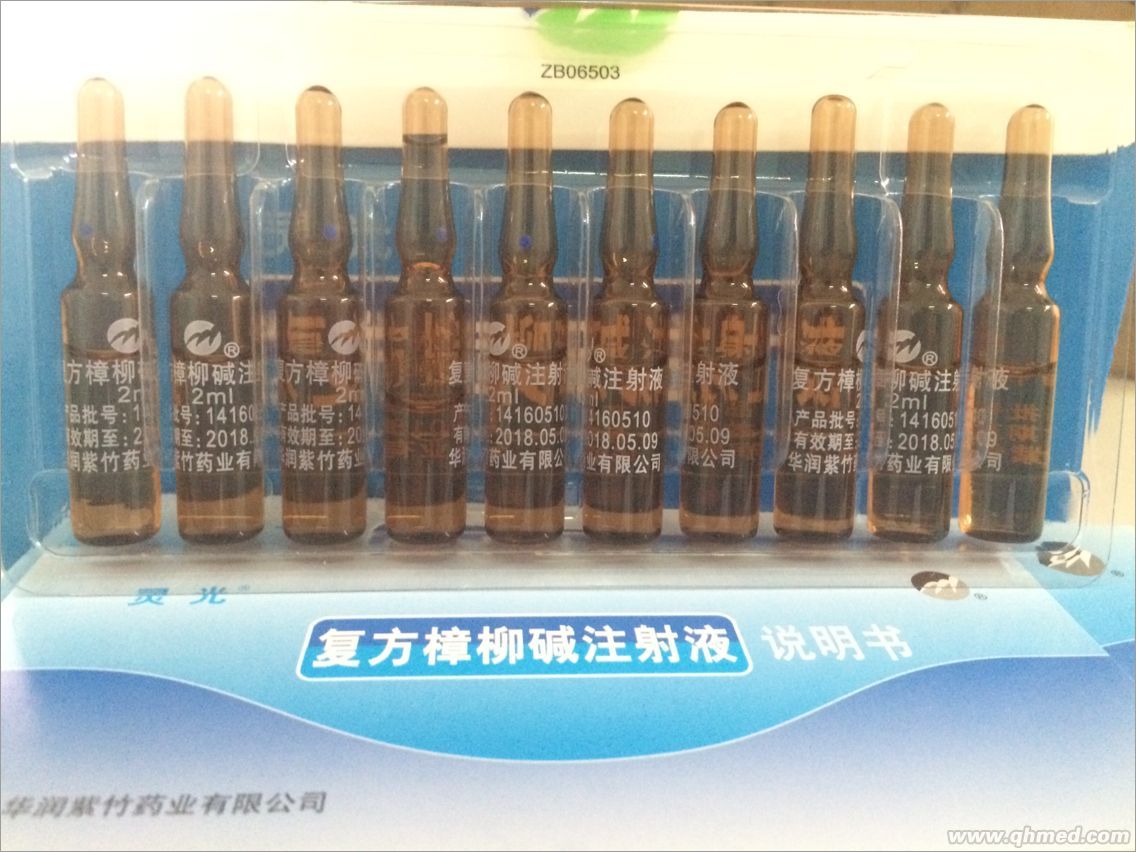 ZB06503
®
复方樟柳碱注射液
2ml
产品批号:14160510
有效期至:2018.05.09
华润紫竹药业有限公司
灵光®
®
®
复方樟柳碱注射液 说明书
华润紫竹药业有限公司
www.qhmed.com